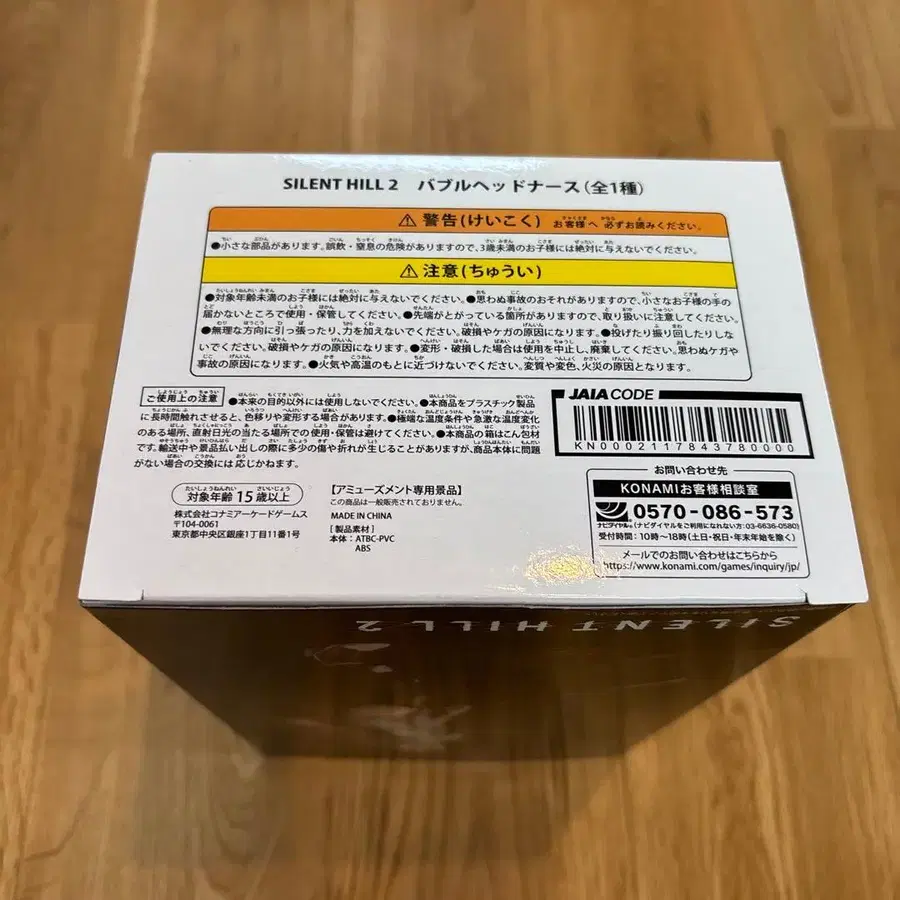 SILENT HILL 2 バブルヘッドナース（全1種）
⚠ 警告（けいこく） お客様へ 必ずお読みください。
●小さな部品があります。誤飲・窒息の危険がありますので、3歳未満のお子様には絶対に与えないでください。
⚠ 注意（ちゅうい）
●対象年齢未満のお子様には絶対に与えないでください。●思わぬ事故のおそれがありますので、小さなお子様の手の
届かないところで使用・保管してください。●先端がとがっている箇所がありますので、取り扱いに注意してください。
●無理な方向に引っ張ったり、力を加えないでください。破損やケガの原因になります。●投げたり振り回したりしな
いでください。破損やケガの原因になります。●変形・破損した場合は使用を中止し、廃棄してください。思わぬケガや
事故の原因になります。●火気や高温のもとに近づけないでください。変質や変色、火災の原因となります。
ご使用上の注意 ●本来の目的以外には使用しないでください。●本商品をプラスチック製品
に長時間触れさせると、色移りや変形する場合があります。●極端な温度条件や急激な温度変化
のある場所、直射日光の当たる場所での使用・保管は避けてください。●本商品の箱はこん包材
です。輸送中や景品払い出しの際に多少の傷や折れが生じることがありますが、商品本体に問題
がない場合の交換には応じかねます。
JAIA CODE
KN0002117843780000
対象年齢 15歳以上
株式会社コナミアーケードゲームス
〒104-0061
東京都中央区銀座1丁目11番1号
【アミューズメント専用景品】
この商品は一般販売されておりません。
MADE IN CHINA
［製品素材］
本体：ATBC-PVC
ABS
お問い合わせ先
KONAMIお客様相談室
ナビダイヤル 0570-086-573
（ナビダイヤルをご利用になれない方：03-6636-0580）
受付時間：10時～18時（土日・祝日・年末年始を除く）
メールでのお問い合わせはこちらから
https://www.konami.com/games/inquiry/jp/
SILENT HILL 2